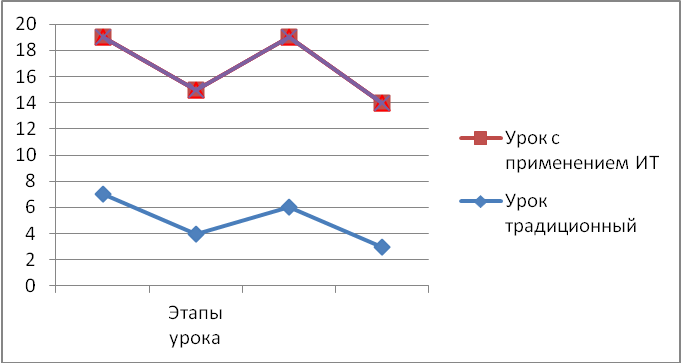 20
18
16
14
12
10
8
6
4
2
0
Этапы
урока
Урок с
применением ИТ
Урок
традиционный